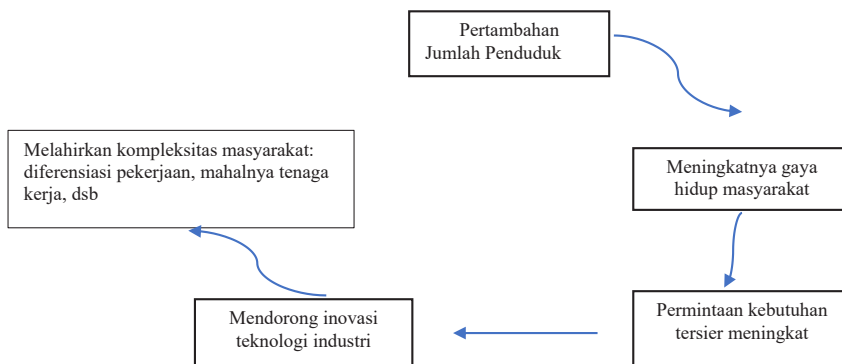 Pertambahan
Jumlah Penduduk
Melahirkan kompleksitas masyarakat:
diferensiasi pekerjaan, mahalnya tenaga
kerja, dsb
Meningkatnya gaya
hidup masyarakat
Mendorong inovasi
teknologi industri
Permintaan kebutuhan
tersier meningkat